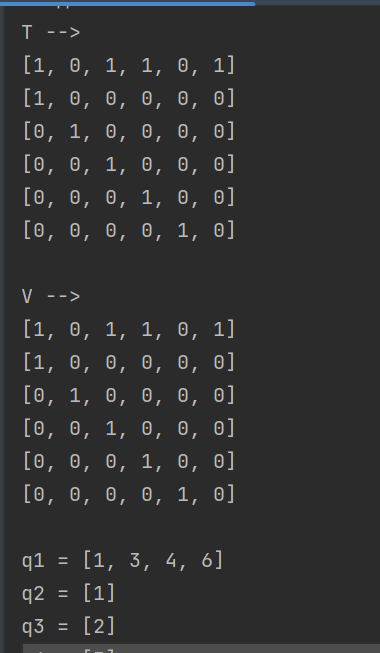 T -->
[1, 0, 1, 1, 0, 1]
[1, 0, 0, 0, 0, 0]
[0, 1, 0, 0, 0, 0]
[0, 0, 1, 0, 0, 0]
[0, 0, 0, 1, 0, 0]
[0, 0, 0, 0, 1, 0]
V -->
[1, 0, 1, 1, 0, 1]
[1, 0, 0, 0, 0, 0]
[0, 1, 0, 0, 0, 0]
[0, 0, 1, 0, 0, 0]
[0, 0, 0, 1, 0, 0]
[0, 0, 0, 0, 1, 0]
q1 = [1, 3, 4, 6]
q2 = [1]
q3 = [2]